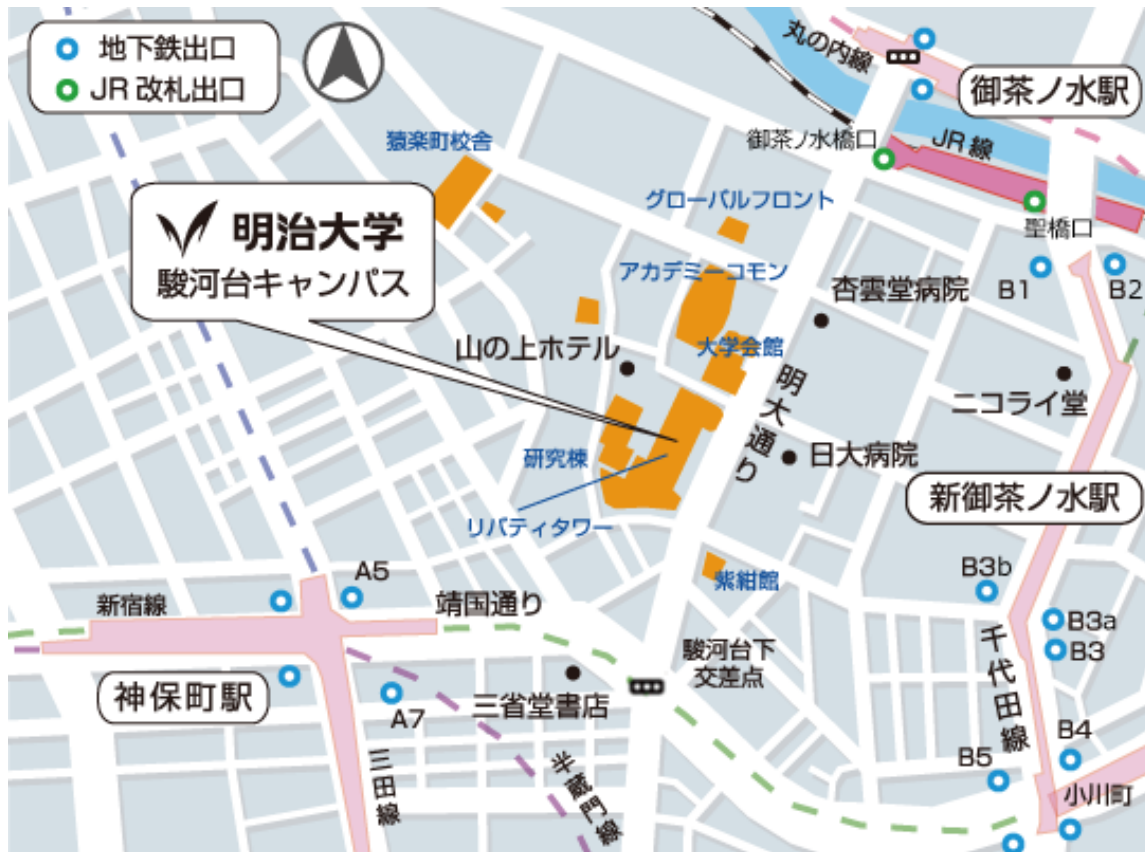 地下鉄出口
JR 改札出口
丸の内線
御茶ノ水駅
猿楽町校舎
御茶ノ水橋口
JR 線
明治大学
駿河台キャンパス
グローバルフロント
聖橋口
アカデミーコモン
杏雲堂病院
B1
B2
山の上ホテル
大学会館
明大通り
ニコライ堂
研究棟
日大病院
新御茶ノ水駅
リバティタワー
A5
紫紺館
B3b
新宿線
靖国通り
B3a
B3
駿河台下
交差点
千代田線
神保町駅
A7
三省堂書店
三田線
半蔵門線
B4
B5
小川町